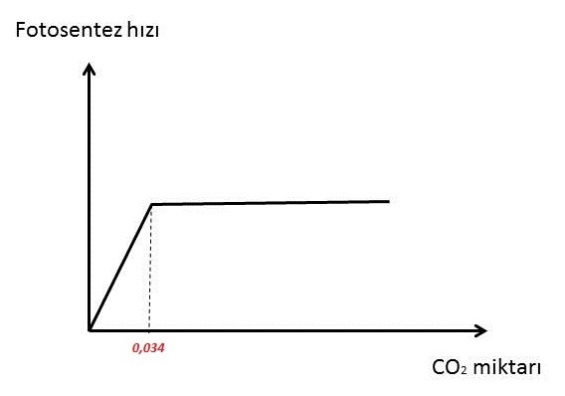 Fotosentez hızı
0,034
CO₂ miktarı